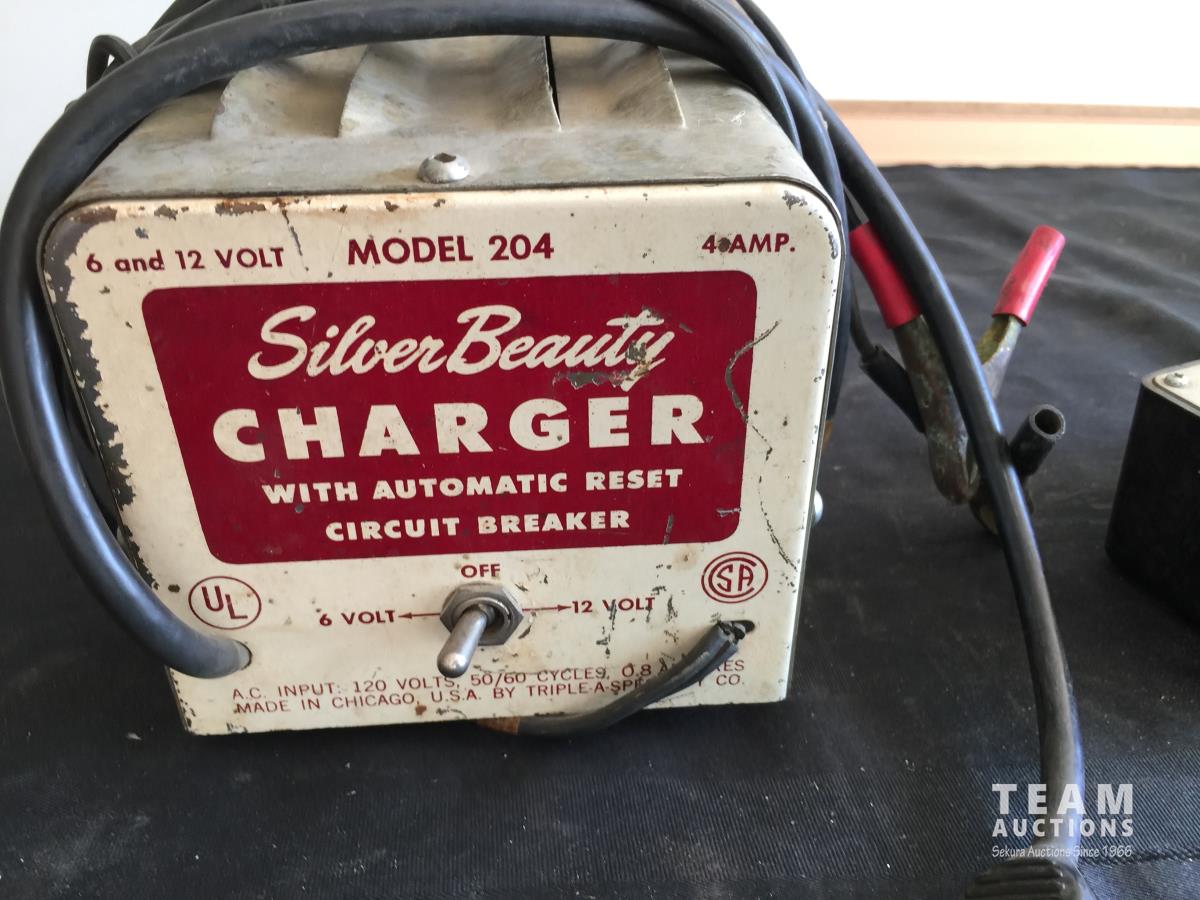 6 and 12 VOLT MODEL 204 4 AMP.
Silver Beauty
CHARGER
WITH AUTOMATIC RESET
CIRCUIT BREAKER
OFF
UL 6 VOLT 12 VOLT SA
A.C. INPUT: 120 VOLTS, 50/60 CYCLES, 0.8
MADE IN CHICAGO, U.S.A. BY TRIPLE-A- CO.
TEAM
AUCTIONS
Sekura Auctions Since 1966